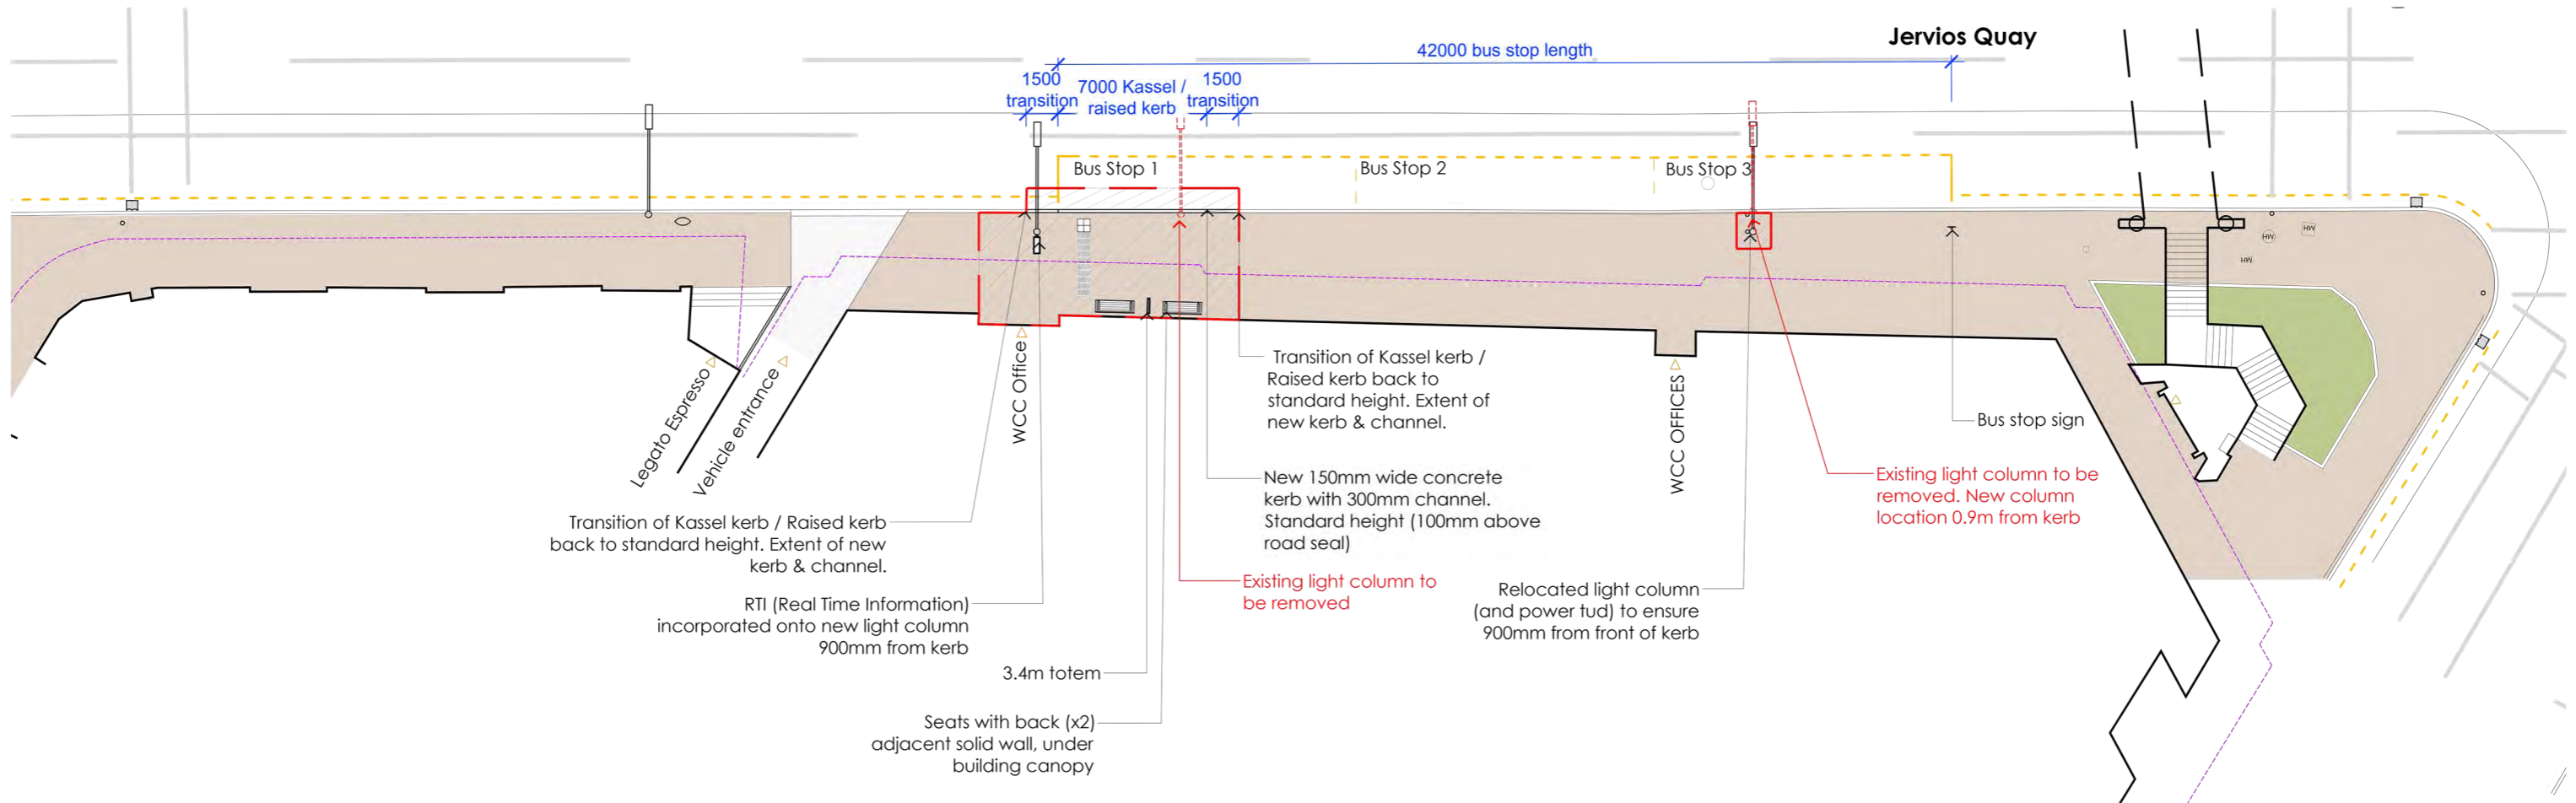 Jervios Quay
42000 bus stop length
1500
transition
7000 Kassel /
raised kerb
1500
transition
Bus Stop 1
Bus Stop 2
Bus Stop 3
MH
MH
MH
Legato Espresso
Vehicle entrance
WCC Office
WCC OFFICES
Transition of Kassel kerb /
Raised kerb back to
standard height. Extent of
new kerb & channel.
Bus stop sign
New 150mm wide concrete
kerb with 300mm channel.
Standard height (100mm above
road seal)
Existing light column to be
removed. New column
location 0.9m from kerb
Transition of Kassel kerb / Raised kerb
back to standard height. Extent of new
kerb & channel.
Existing light column to
be removed
Relocated light column
(and power tud) to ensure
900mm from front of kerb
RTI (Real Time Information)
incorporated onto new light column
900mm from kerb
3.4m totem
Seats with back (x2)
adjacent solid wall, under
building canopy